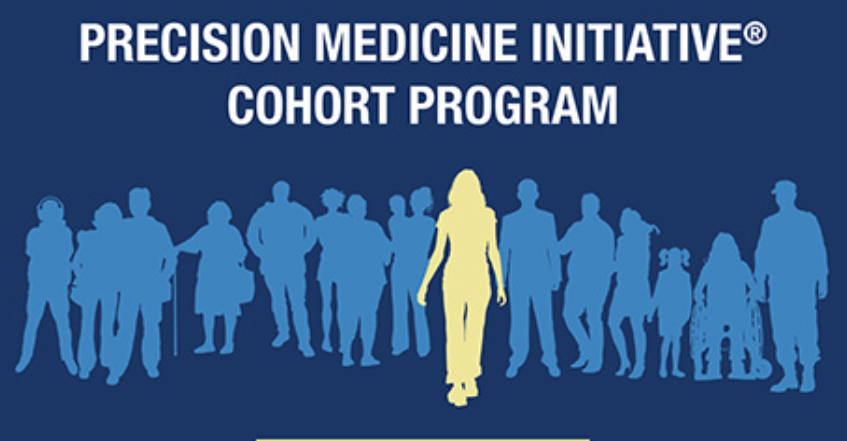 PRECISION MEDICINE INITIATIVE®
COHORT PROGRAM